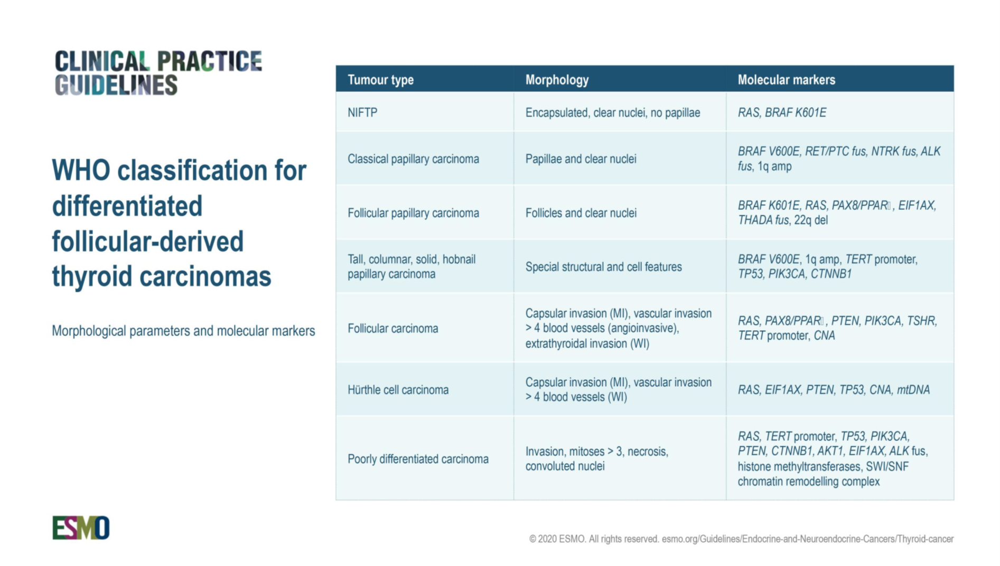 CLINICAL PRACTICE
GUIDELINES
WHO classification for
differentiated
follicular-derived
thyroid carcinomas
Morphological parameters and molecular markers
Tumour type
Morphology
Molecular markers
NIFTP
Encapsulated, clear nuclei, no papillae
RAS, BRAF K601E
Classical papillary carcinoma
Papillae and clear nuclei
BRAF V600E, RET/PTC fus, NTRK fus, ALK
fus, 1q amp
Follicular papillary carcinoma
Follicles and clear nuclei
BRAF K601E, RAS, PAX8/PPAR▯, EIF1AX,
THADA fus, 22q del
Tall, columnar, solid, hobnail
papillary carcinoma
Special structural and cell features
BRAF V600E, 1q amp, TERT promoter,
TP53, PIK3CA, CTNNB1
Follicular carcinoma
Capsular invasion (MI), vascular invasion
> 4 blood vessels (angioinvasive),
extrathyroidal invasion (WI)
RAS, PAX8/PPAR▯, PTEN, PIK3CA, TSHR,
TERT promoter, CNA
Hürthle cell carcinoma
Capsular invasion (MI), vascular invasion
> 4 blood vessels (WI)
RAS, EIF1AX, PTEN, TP53, CNA, mtDNA
Poorly differentiated carcinoma
Invasion, mitoses > 3, necrosis,
convoluted nuclei
RAS, TERT promoter, TP53, PIK3CA,
PTEN, CTNNB1, AKT1, EIF1AX, ALK fus,
histone methyltransferases, SWI/SNF
chromatin remodelling complex
ESMO
© 2020 ESMO. All rights reserved. esmo.org/Guidelines/Endocrine-and-Neuroendocrine-Cancers/Thyroid-cancer